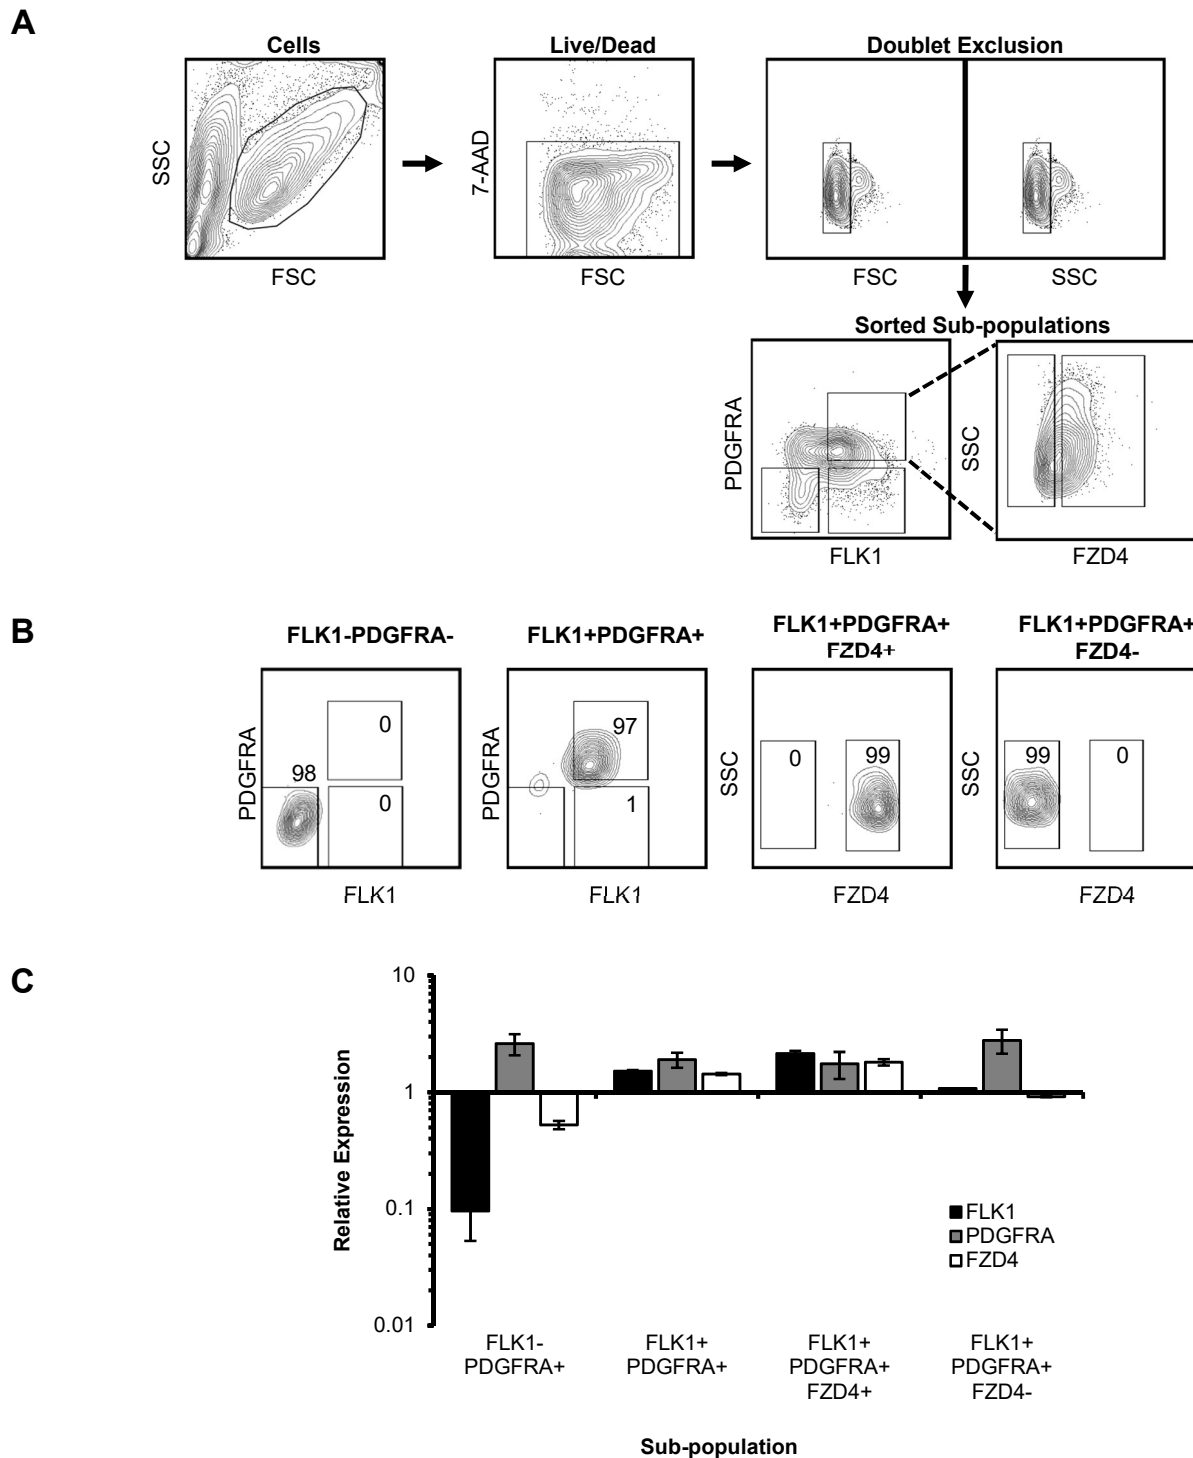 A
Cells
Live/Dead
Doublet Exclusion
SSC
7-AAD
FSC
FSC
FSC
SSC
Sorted Sub-populations
PDGFRA
SSC
FLK1
FZD4
B
FLK1-PDGFRA-
FLK1+PDGFRA+
FLK1+PDGFRA+
FZD4+
FLK1+PDGFRA+
FZD4-
PDGFRA
0
98
0
PDGFRA
97
1
SSC
0
99
SSC
99
0
FLK1
FLK1
FZD4
FZD4
C
Relative Expression
10
1
0.1
0.01
FLK1
PDGFRA
FZD4
FLK1-
PDGFRA+
FLK1+
PDGFRA+
FLK1+
PDGFRA+
FZD4+
FLK1+
PDGFRA+
FZD4-
Sub-population